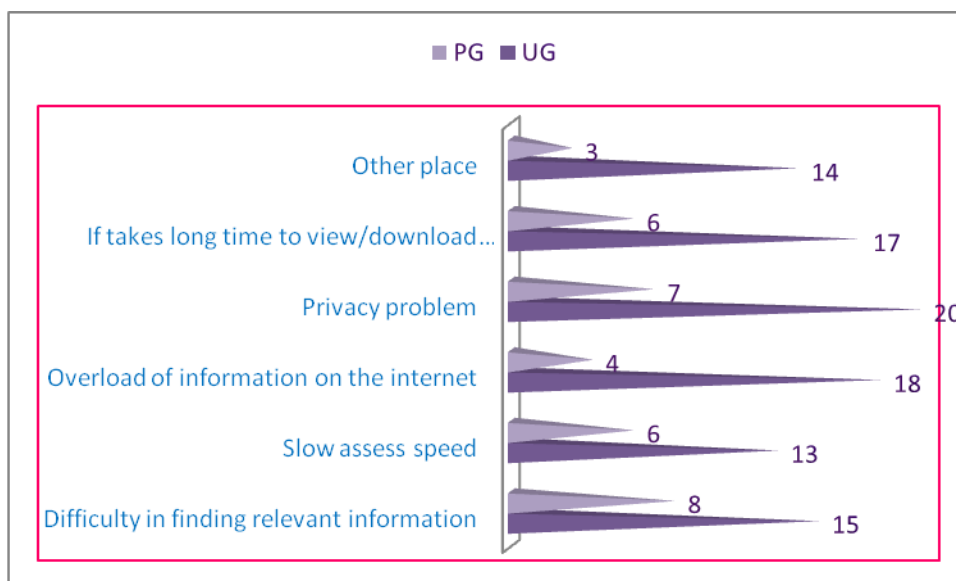 PG UG
Other place 3 14
If takes long time to view/download... 6 17
Privacy problem 7 20
Overload of information on the internet 4 18
Slow assess speed 6 13
Difficulty in finding relevant information 8 15